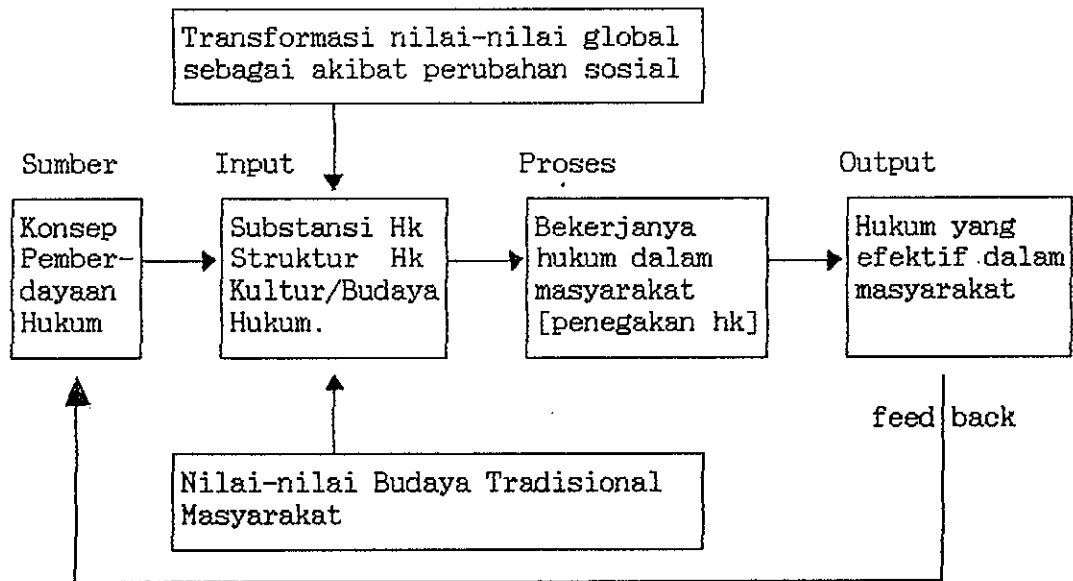 Transformasi nilai-nilai global
sebagai akibat perubahan sosial
Sumber
Input
Proses
Output
Konsep
Pember-
dayaan
Hukum
Substansi Hk
Struktur Hk
Kultur/Budaya
Hukum.
Bekerjanya
hukum dalam
masyarakat
[penegakan hk]
Hukum yang
efektif dalam
masyarakat
feed back
Nilai-nilai Budaya Tradisional
Masyarakat